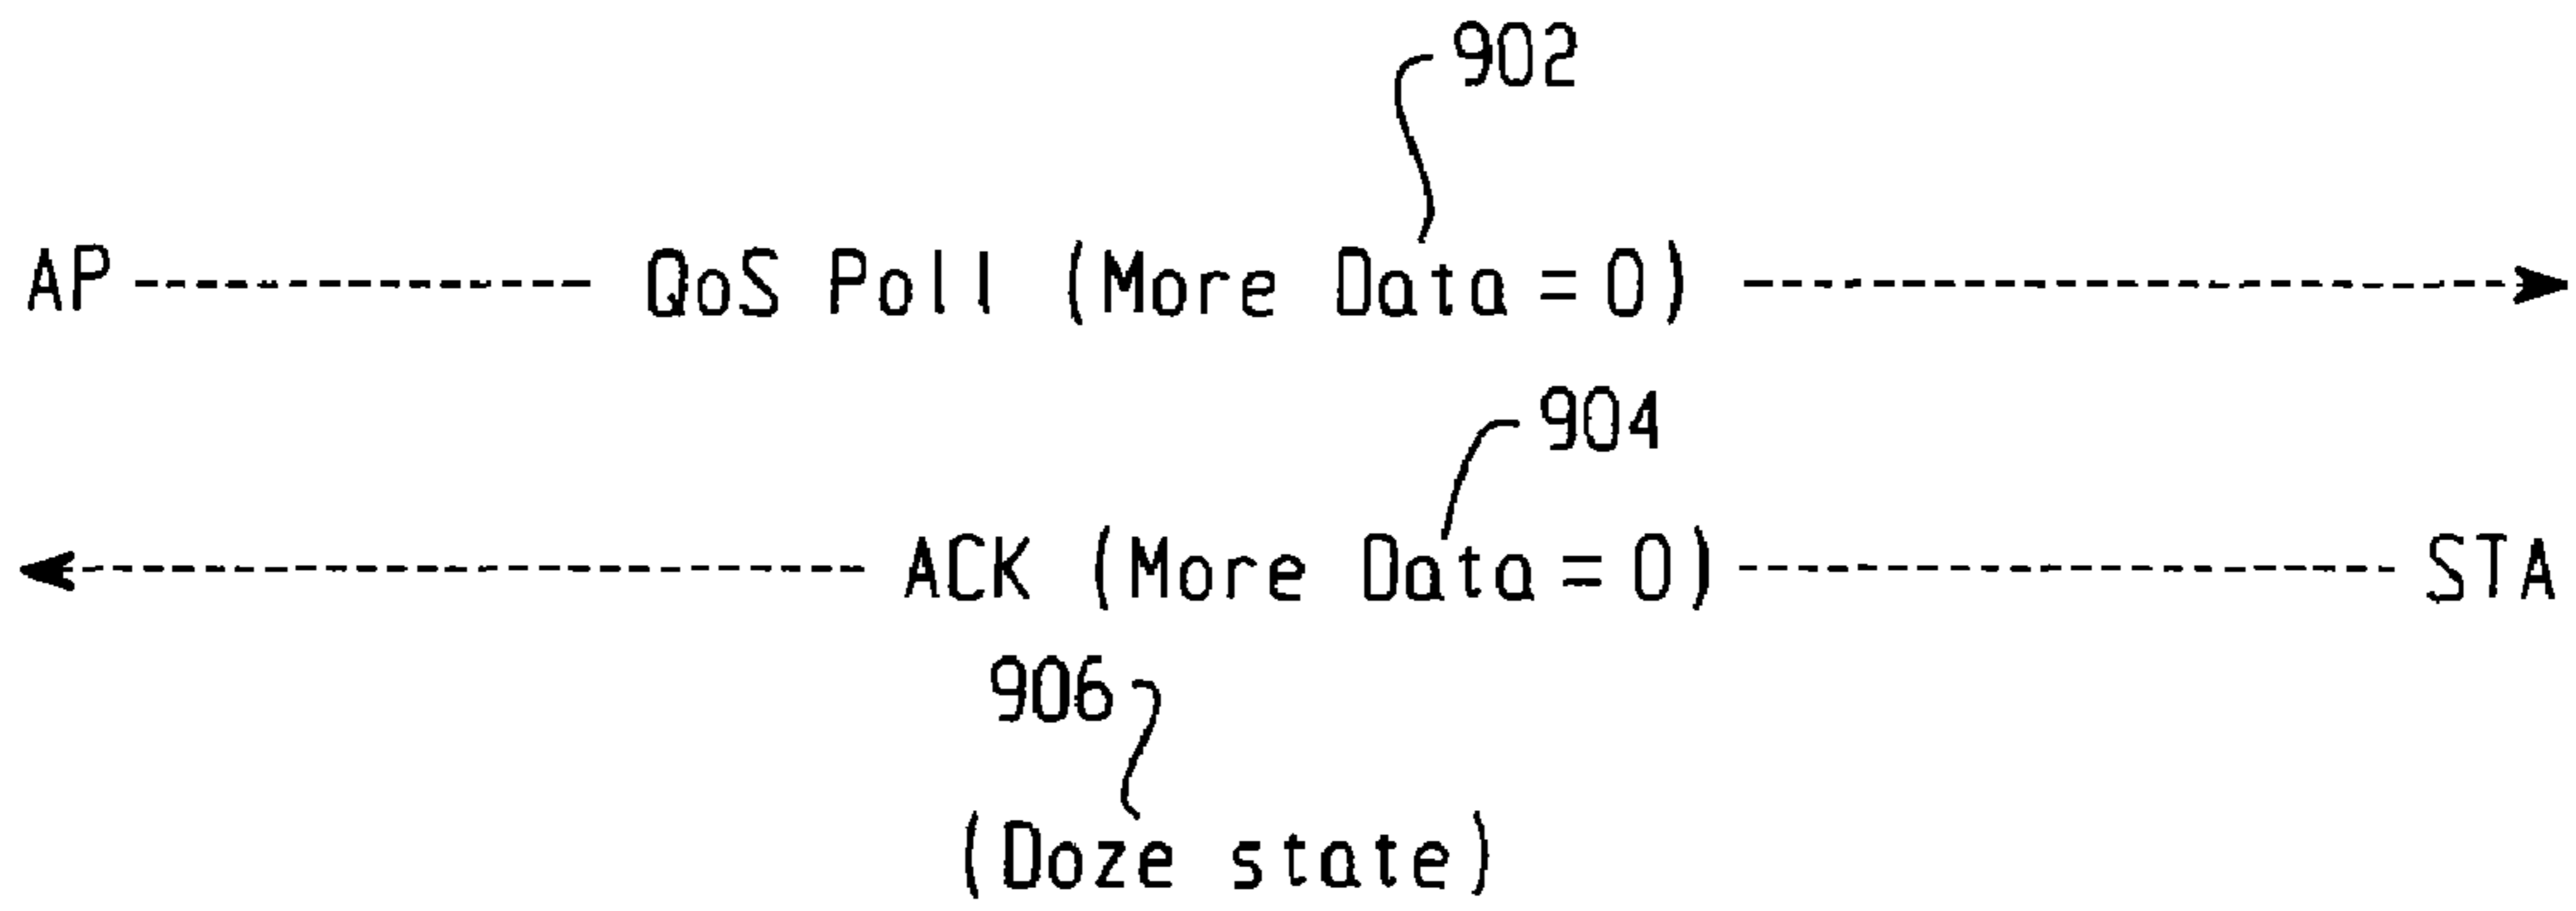 902
AP QoS Poll (More Data = 0)
904
ACK (More Data = 0) STA
906
(Doze state)